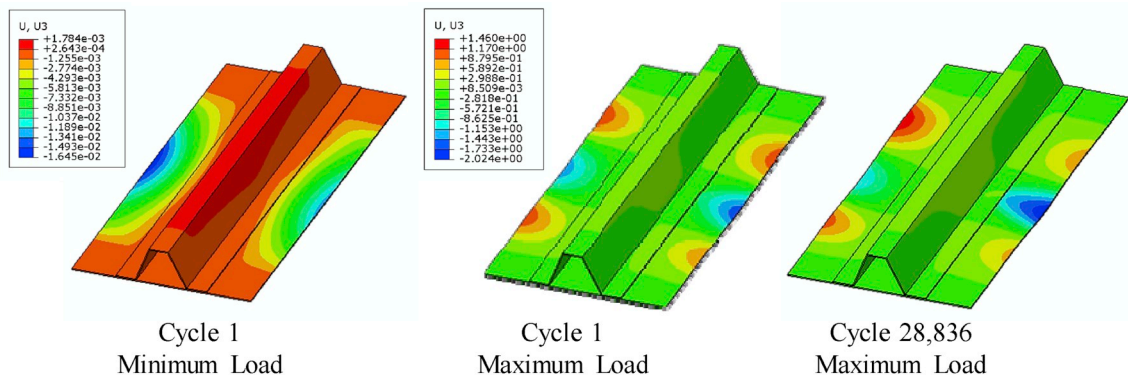 U, U3
+1.784e-03
+2.643e-04
-1.255e-03
-2.774e-03
-4.293e-03
-5.813e-03
-7.332e-03
-8.851e-03
-1.037e-02
-1.189e-02
-1.341e-02
-1.493e-02
-1.645e-02
U, U3
+1.460e+00
+1.170e+00
+8.795e-01
+5.892e-01
+2.988e-01
+8.509e-03
-2.818e-01
-5.721e-01
-8.625e-01
-1.153e+00
-1.443e+00
-1.733e+00
-2.024e+00
Cycle 1
Minimum Load
Cycle 1
Maximum Load
Cycle 28,836
Maximum Load